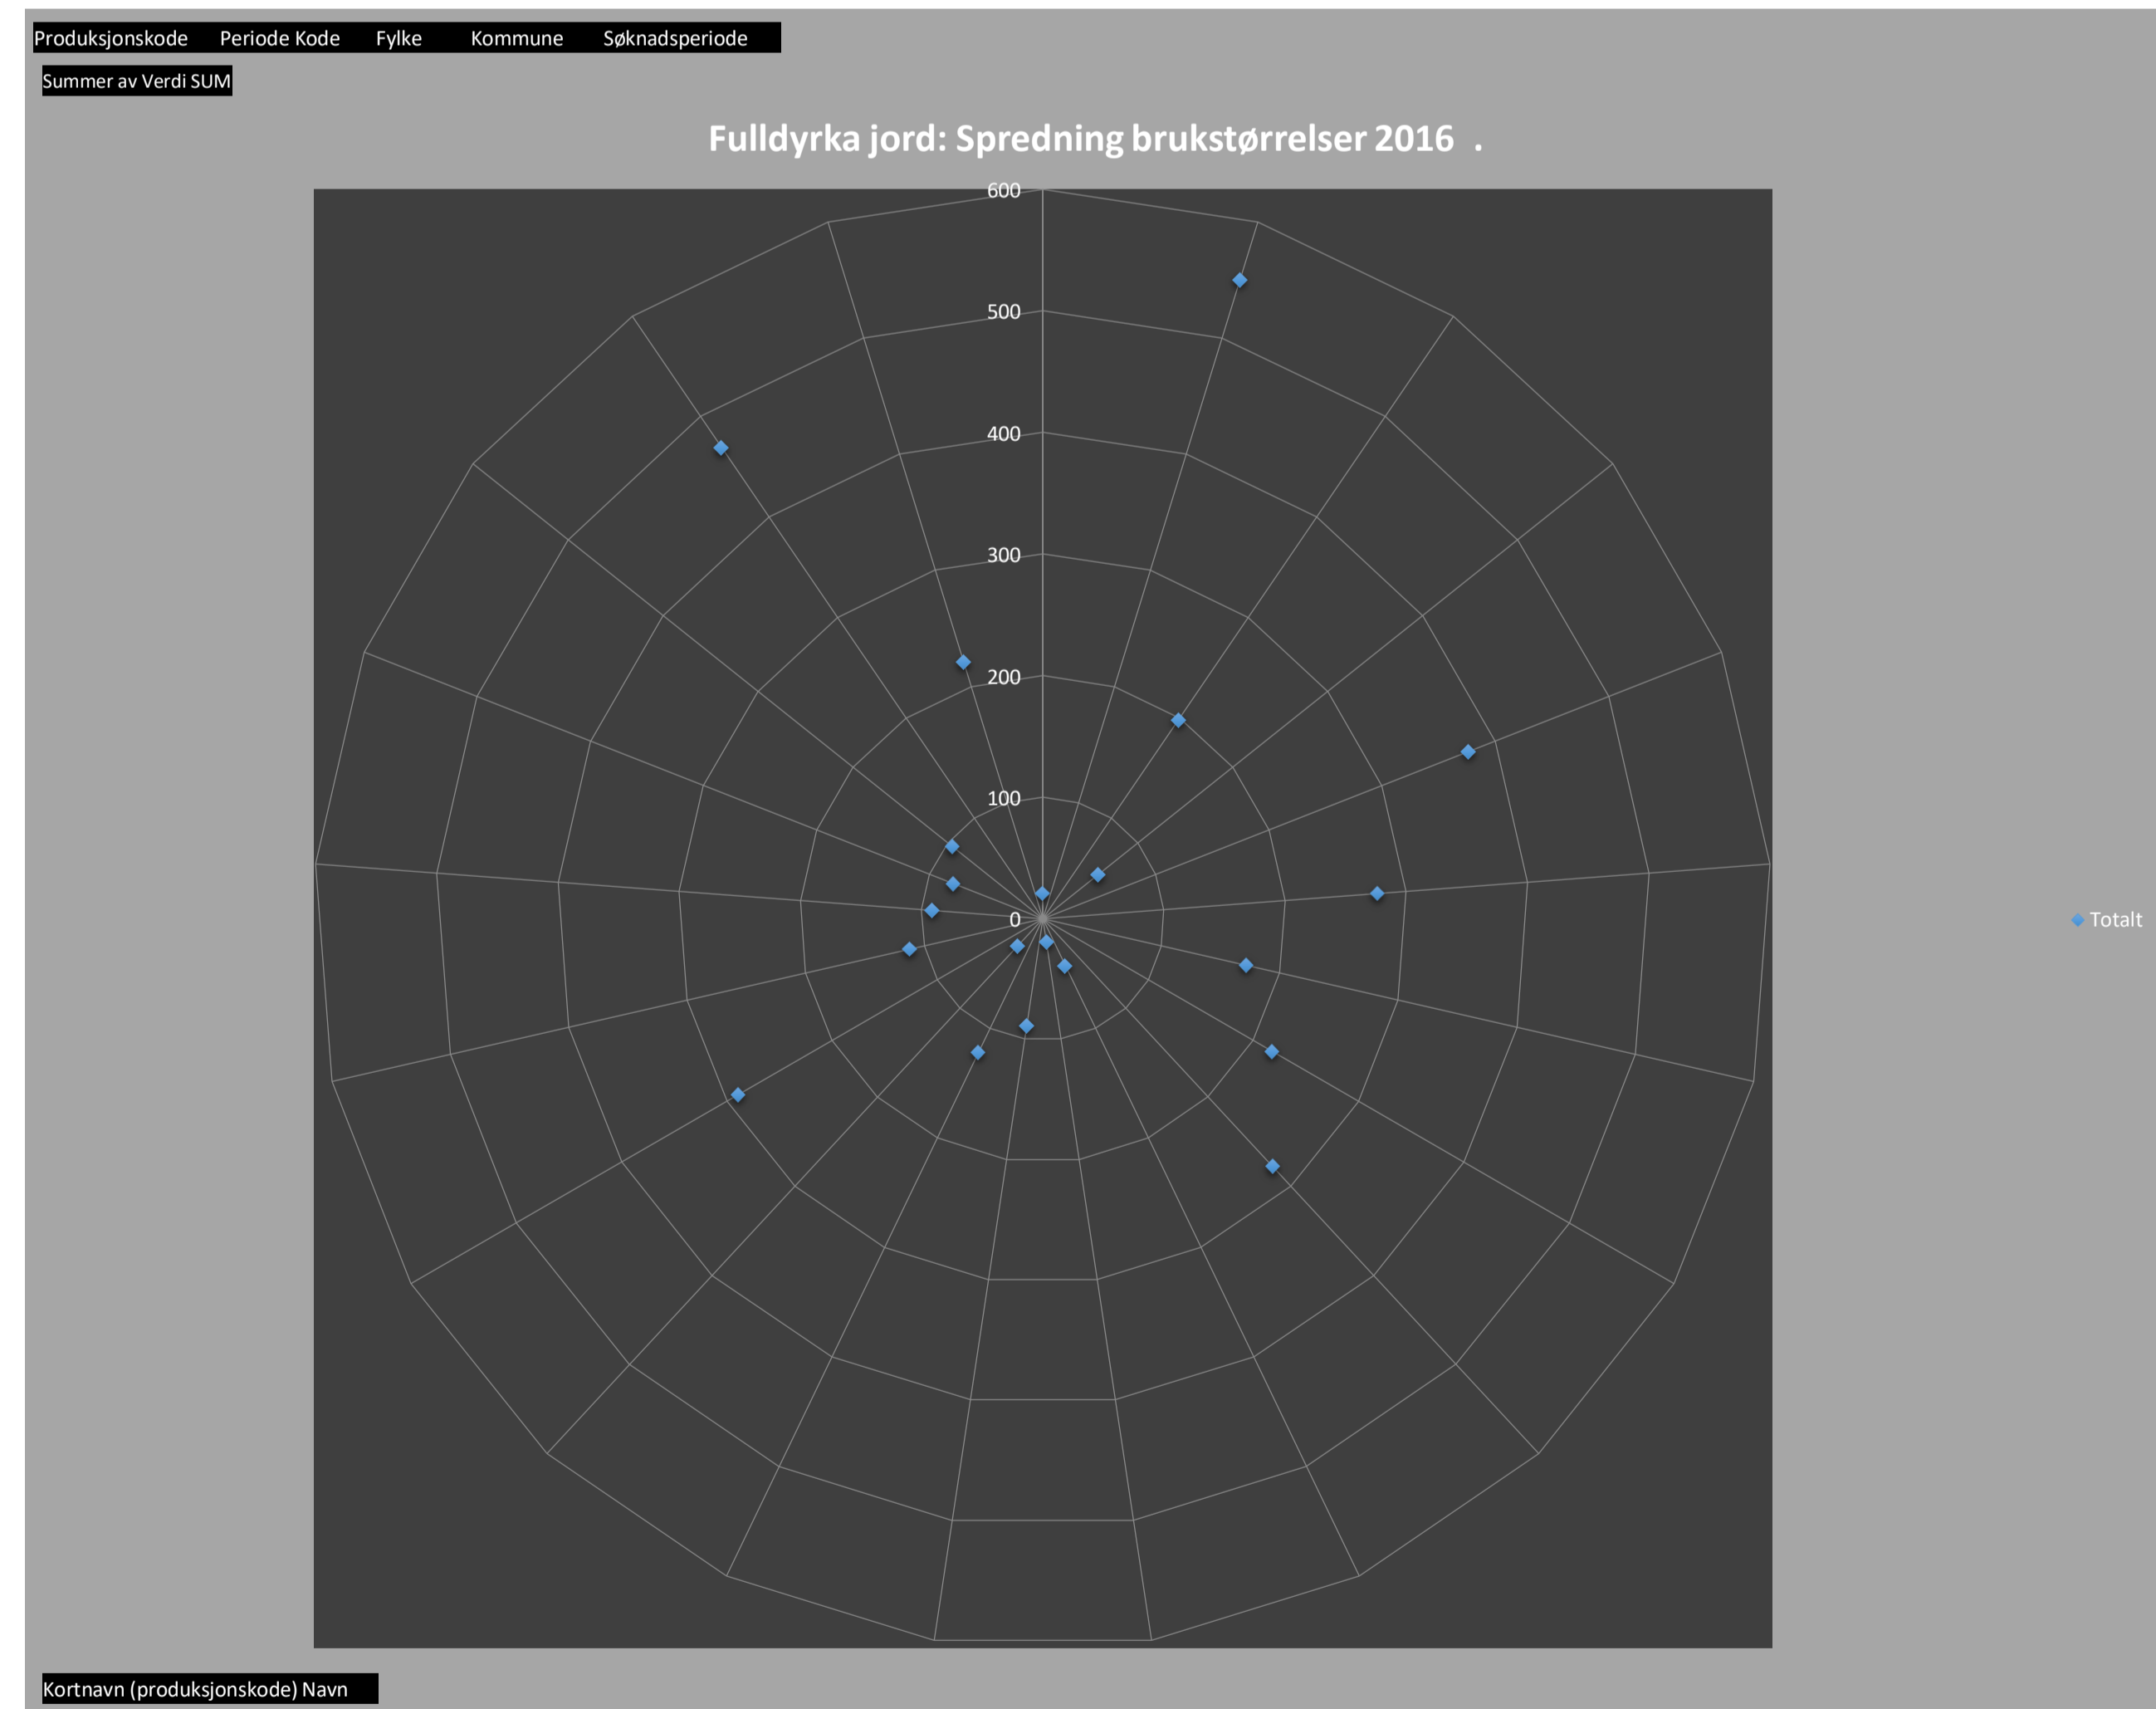 Produksjonskode Periode Kode Fylke Kommune Søknadsperiode
Summer av Verdi SUM
Fulldyrka jord: Spredning brukstørrelser 2016 .
600
500
400
300
200
100
0
Totalt
Kortnavn (produksjonskode) Navn